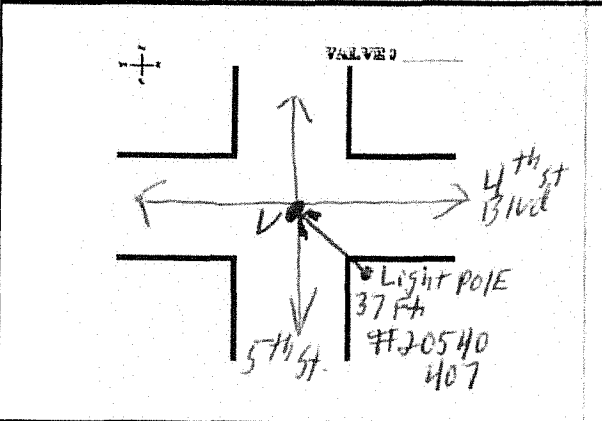 N
W E
S
VALVE #
4th St
Blvd
V
Light POlE
37 Ft
#20540
407
5th St.